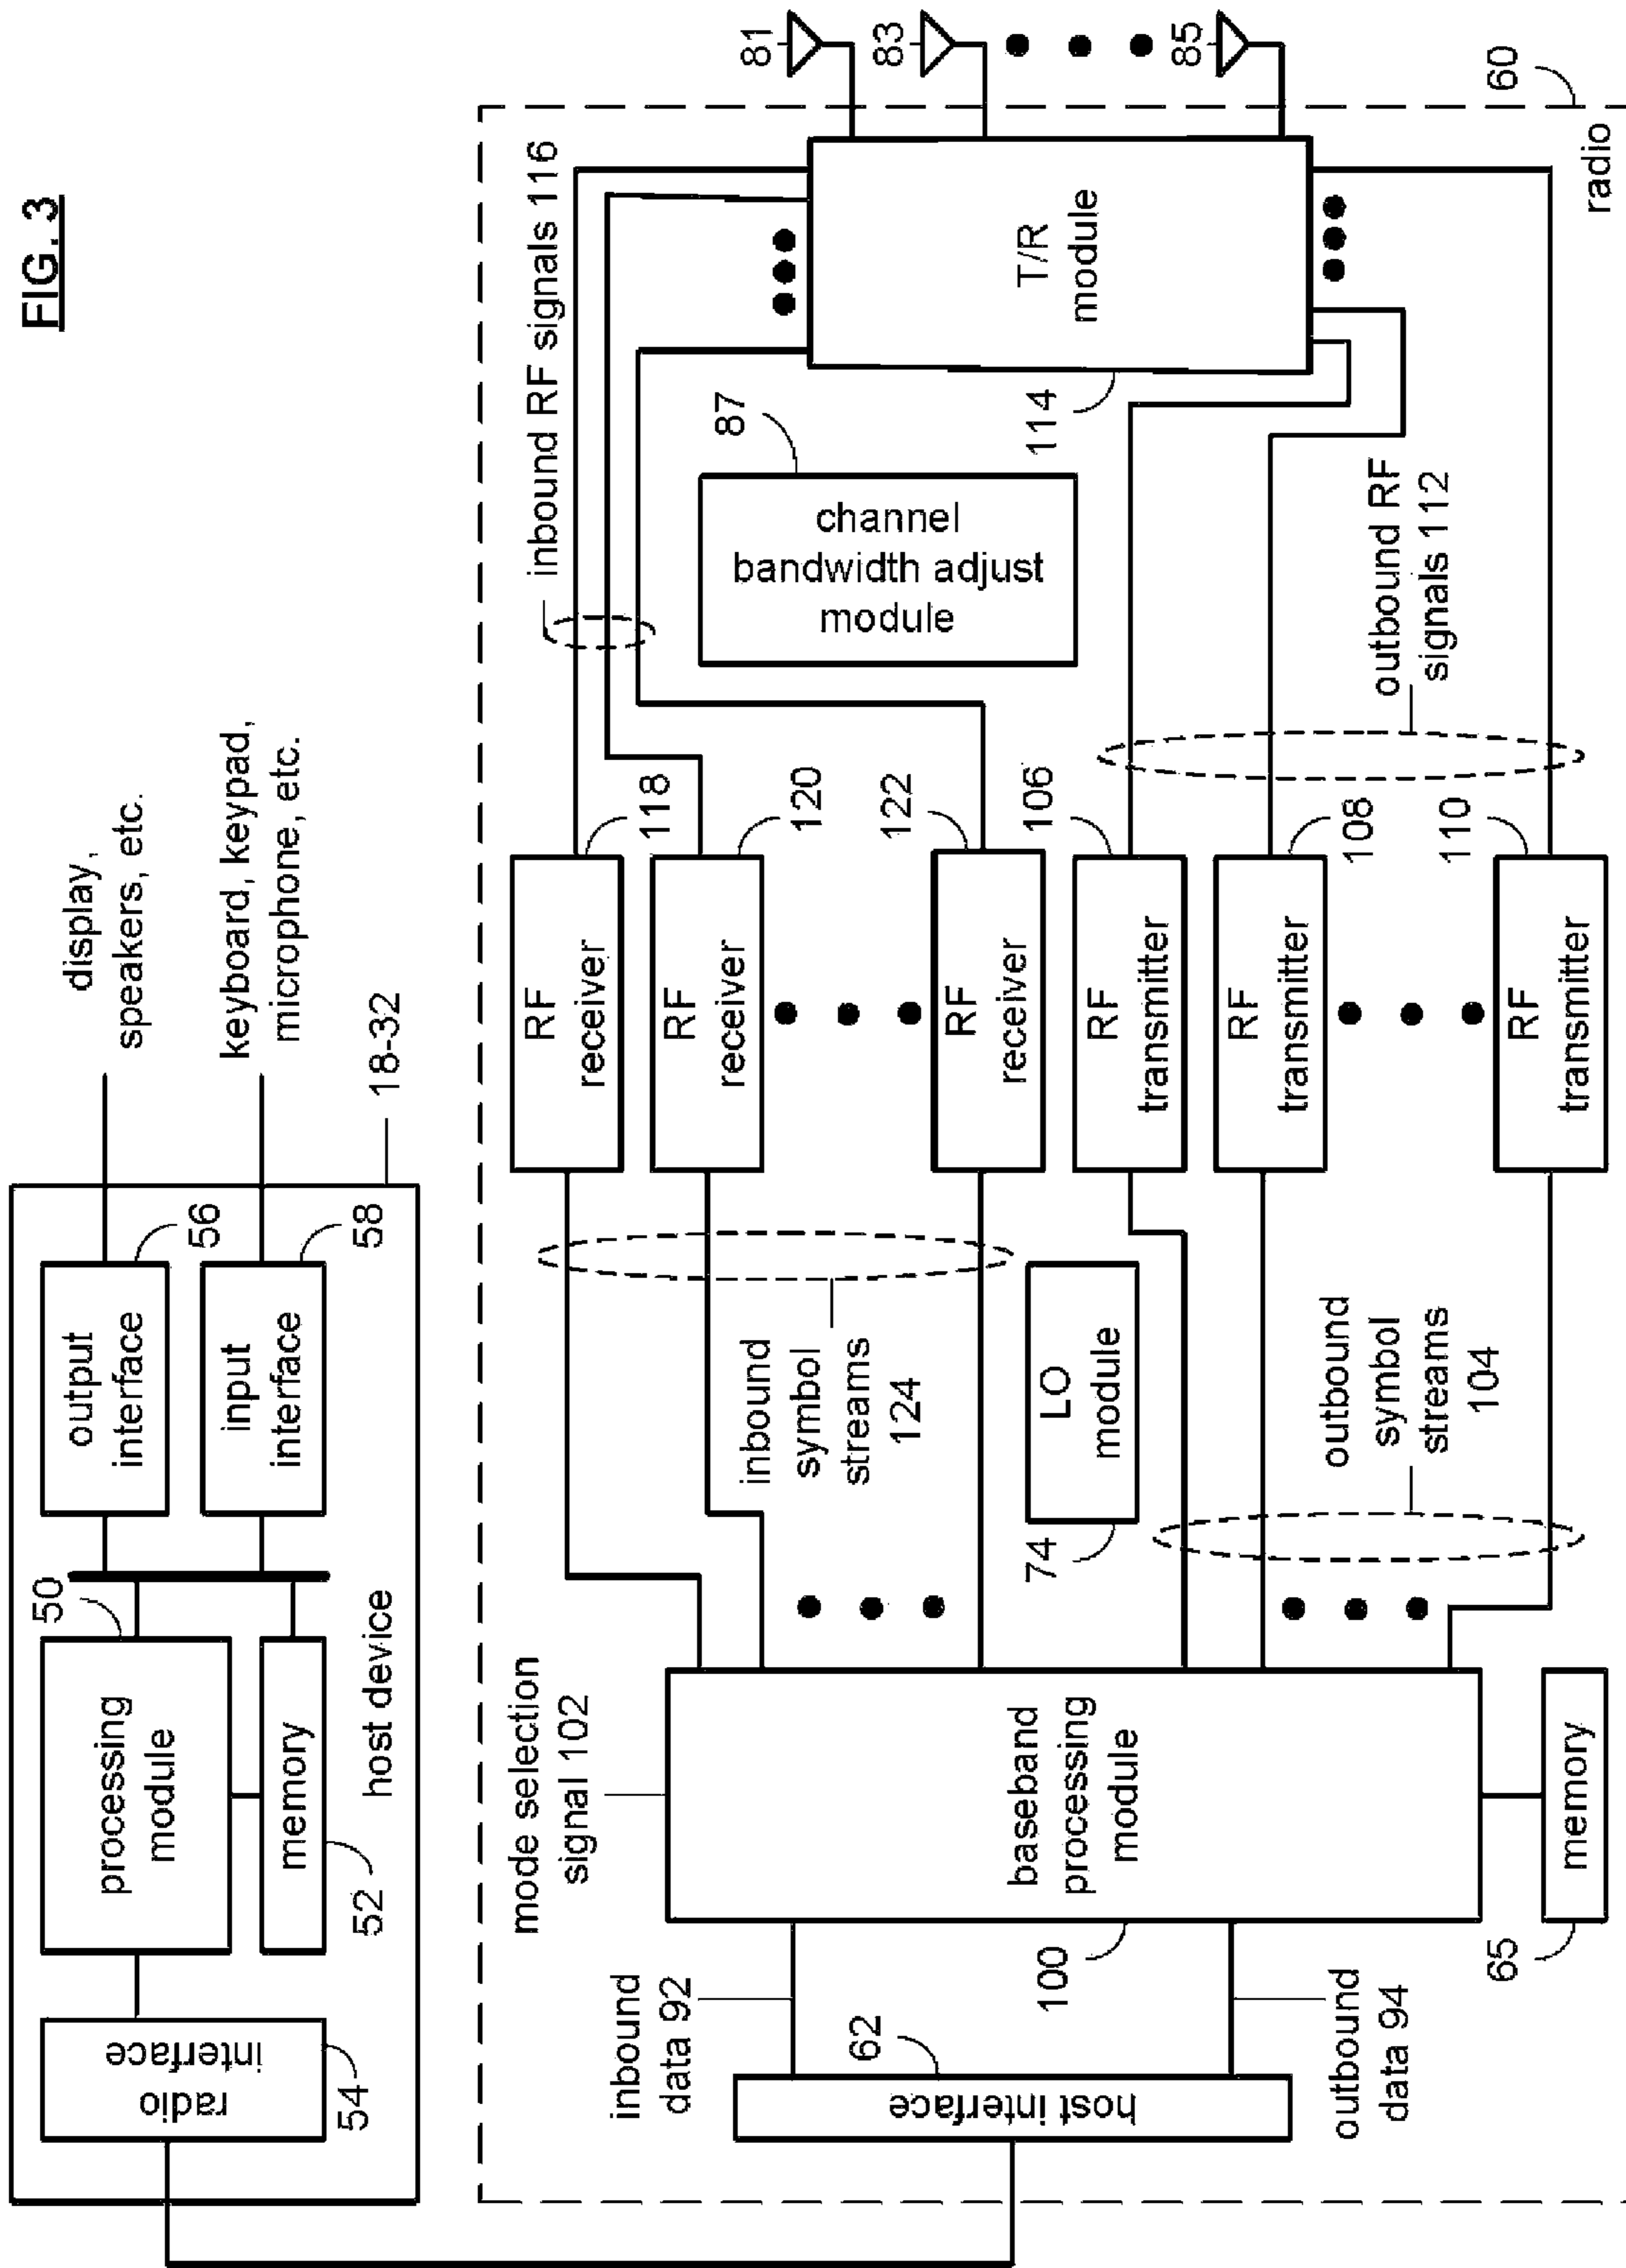 FIG. 3
display,
speakers, etc.
keyboard, keypad,
microphone, etc.
18-32
output
interface
56
input
interface
58
50
processing
module
memory
52
host device
radio
interface
54
radio
60
81
83
85
inbound RF signals 116
T/R
module
114
channel
bandwidth adjust
module
87
outbound RF
signals 112
RF
receiver
118
RF
receiver
120
RF
receiver
122
RF
transmitter
106
RF
transmitter
108
RF
transmitter
110
inbound
symbol
streams
124
LO
module
74
outbound
symbol
streams
104
mode selection
signal 102
baseband
processing
module
100
memory
65
inbound
data 92
62
host interface
outbound
data 94